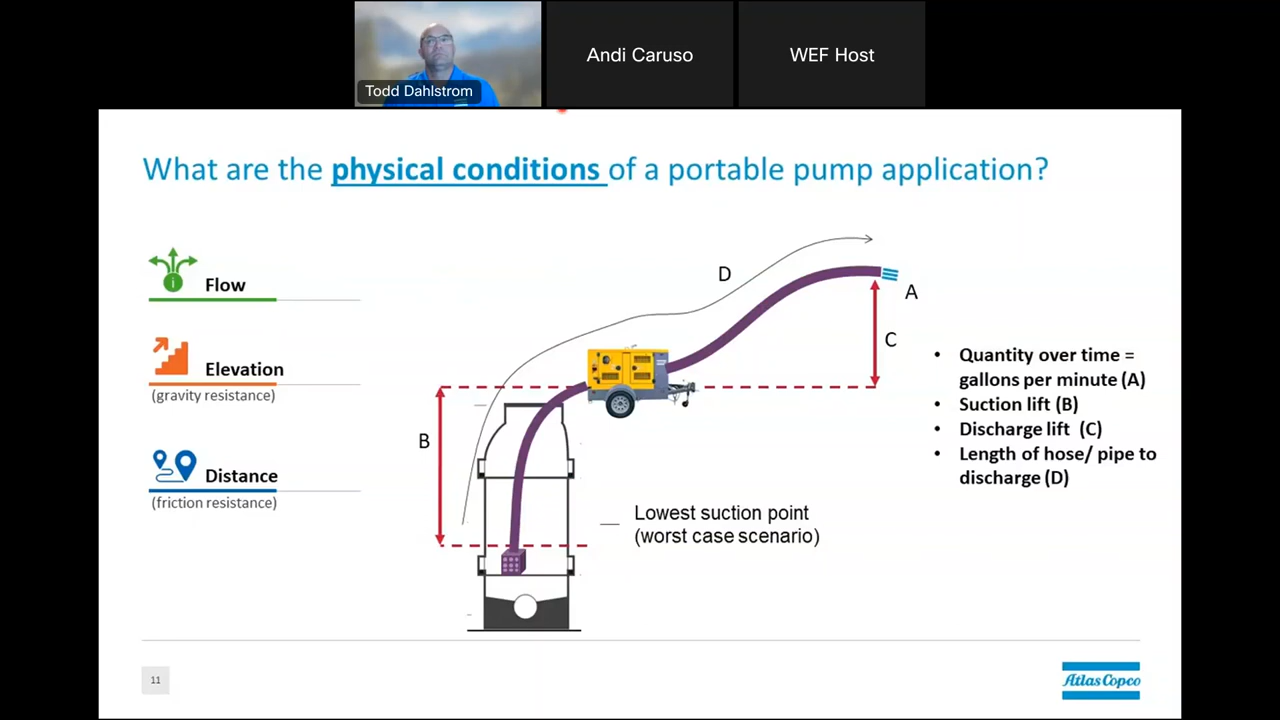 Todd Dahlstrom
Andi Caruso
WEF Host
What are the physical conditions of a portable pump application?
Flow
Elevation
(gravity resistance)
Distance
(friction resistance)
D
A
C
B
• Quantity over time =
gallons per minute (A)
• Suction lift (B)
• Discharge lift (C)
• Length of hose/ pipe to
discharge (D)
Lowest suction point
(worst case scenario)
11
Atlas Copco